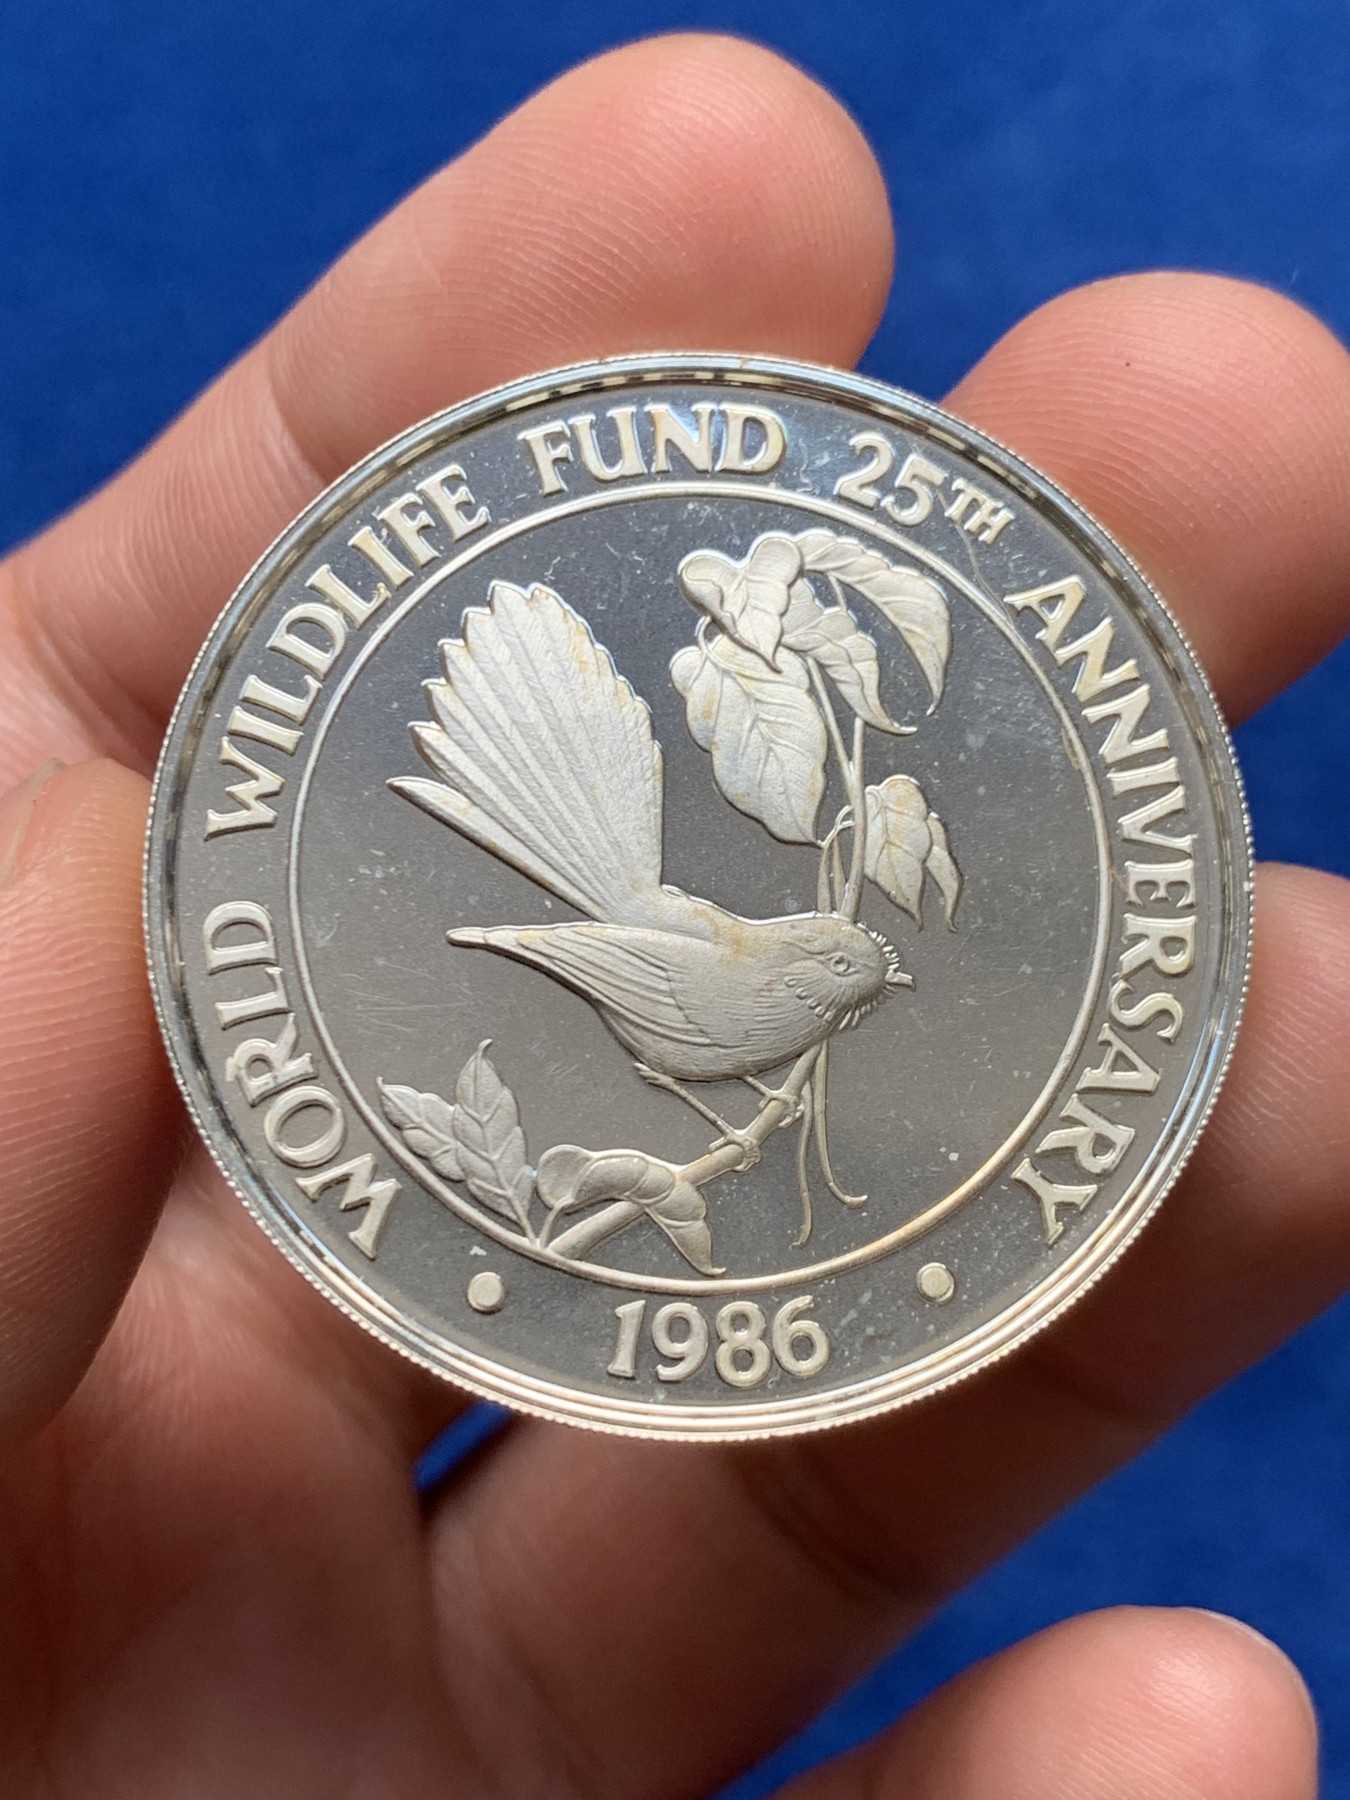 WORLD WILDLIFE FUND 25TH ANNIVERSARY
1986